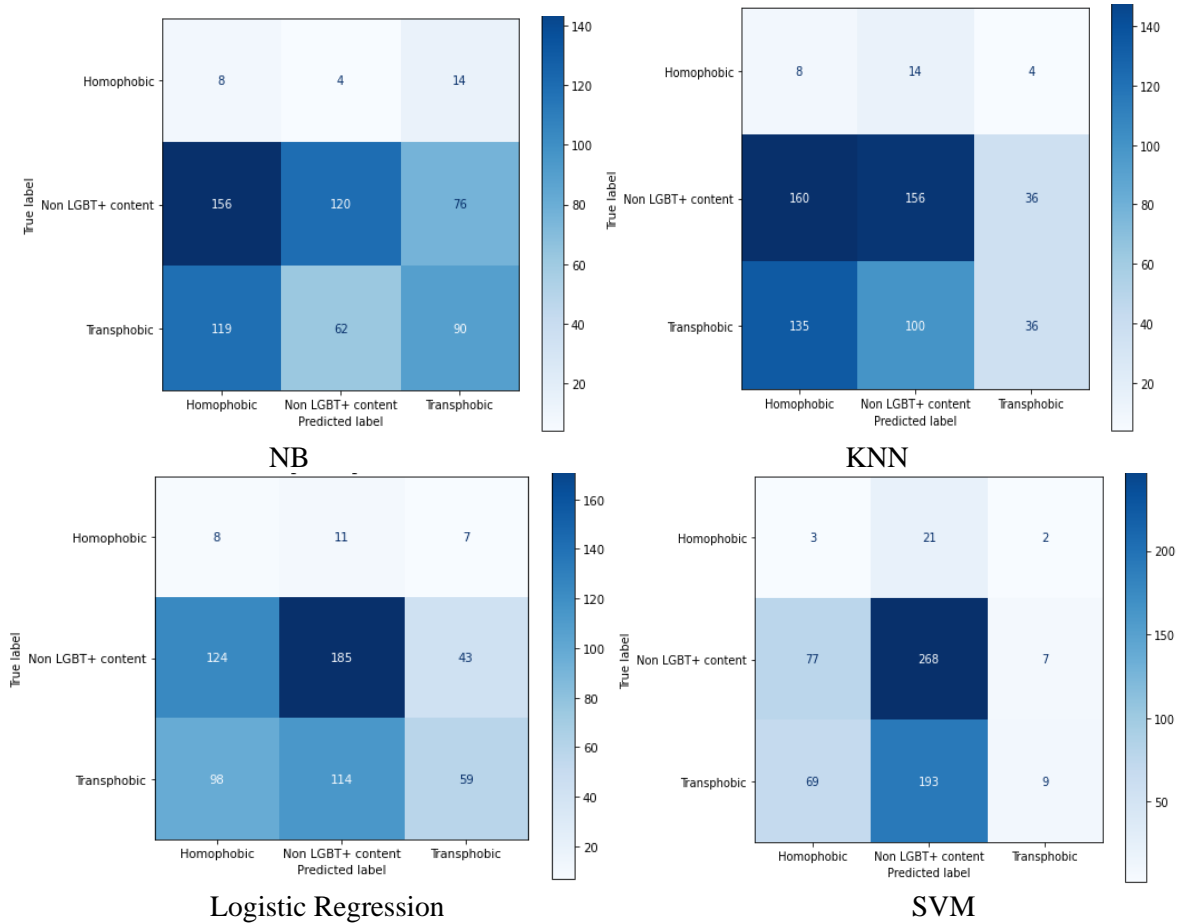 140
120
100
80
60
40
20
Homophobic
Non LGBT+ content
Transphobic
True label
8 4 14
156 120 76
119 62 90
Homophobic Non LGBT+ content Transphobic
Predicted label
NB
140
120
100
80
60
40
20
Homophobic
Non LGBT+ content
Transphobic
True label
8 14 4
160 156 36
135 100 36
Homophobic Non LGBT+ content Transphobic
Predicted label
KNN
160
140
120
100
80
60
40
20
Homophobic
Non LGBT+ content
Transphobic
True label
8 11 7
124 185 43
98 114 59
Homophobic Non LGBT+ content Transphobic
Predicted label
Logistic Regression
200
150
100
50
Homophobic
Non LGBT+ content
Transphobic
True label
3 21 2
77 268 7
69 193 9
Homophobic Non LGBT+ content Transphobic
Predicted label
SVM